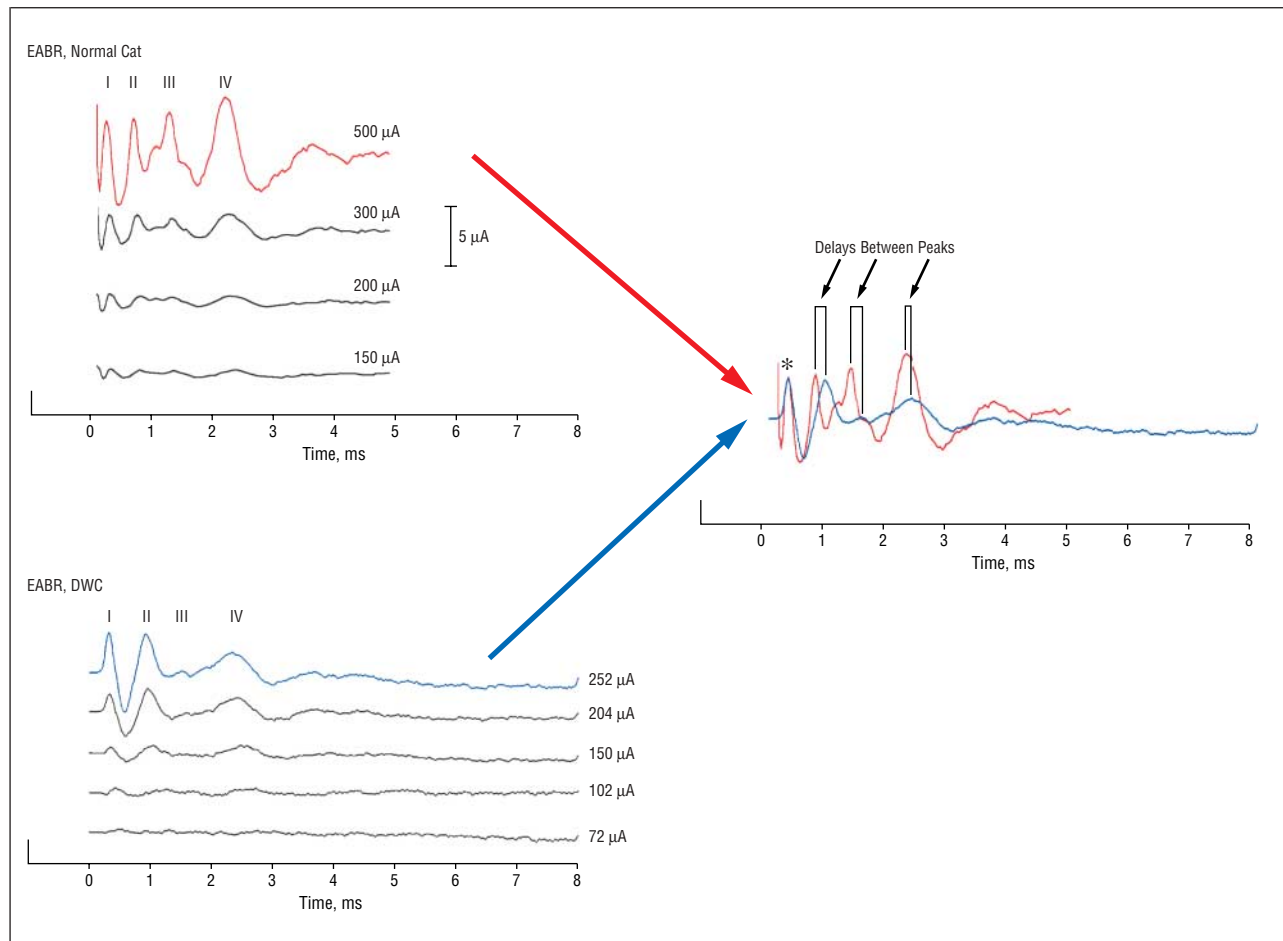 EABR, Normal Cat
I II III IV
500 μA
300 μA
5 μA
200 μA
150 μA
0 1 2 3 4 5 6 7 8
Time, ms
Delays Between Peaks
*
0 1 2 3 4 5 6 7 8
Time, ms
EABR, DWC
I II III IV
252 μA
204 μA
150 μA
102 μA
72 μA
0 1 2 3 4 5 6 7 8
Time, ms